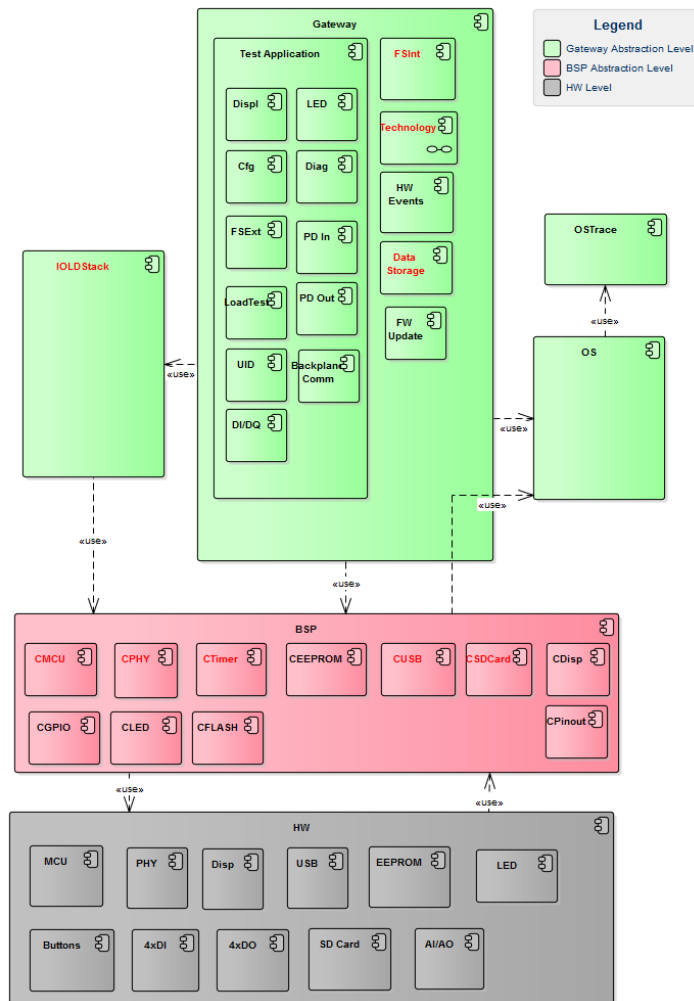 Gateway
Legend
Gateway Abstraction Level
BSP Abstraction Level
HW Level
Test Application
FSInt
Displ
LED
Technology
Cfg
Diag
HW
Events
FSExt
PD In
OSTrace
Data
Storage
IOLDStack
LoadTest
PD Out
«use»
FW
Update
OS
UID
Backplane
Comm
«use»
DI/DQ
«use»
«use»
«use»
«use»
BSP
CMCU
CPHY
CTimer
CEEPROM
CUSB
CSDCard
CDisp
CGPIO
CLED
CFLASH
CPinout
«use»
«use»
HW
MCU
PHY
Disp
USB
EEPROM
LED
Buttons
4xDI
4xDO
SD Card
AI/AO